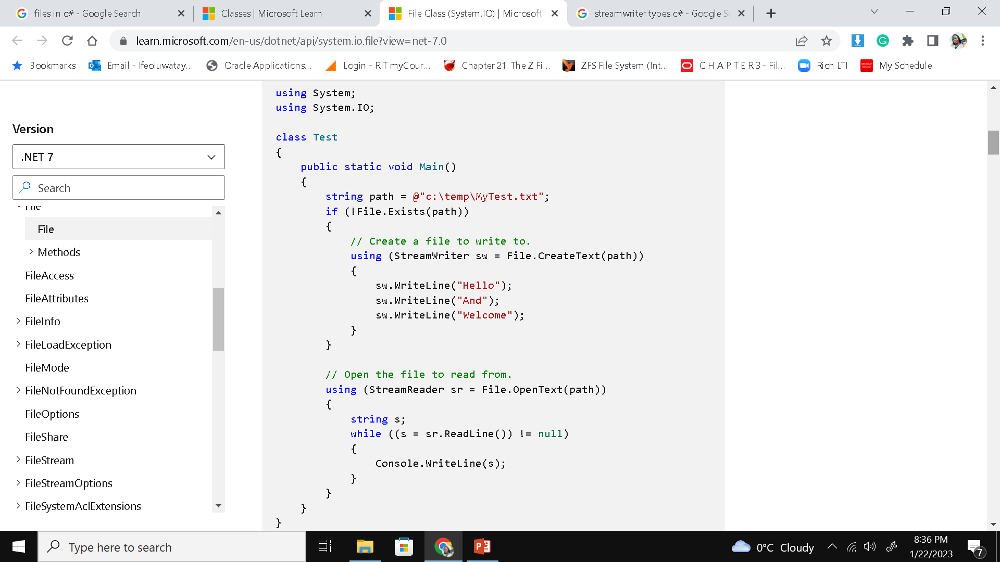 files in c# - Google Search
Classes | Microsoft Learn
File Class (System.IO) | Microsoft
streamwriter types c# - Google Se
learn.microsoft.com/en-us/dotnet/api/system.io.file?view=net-7.0
Bookmarks
Email - Ifeoluwatay...
Oracle Applications...
Login - RIT myCour...
Chapter 21. The Z Fi...
ZFS File System (Int...
C H A P T E R 3 - Fil...
Rich LTI
My Schedule
Version
.NET 7
Search
File
File
Methods
FileAccess
FileAttributes
FileInfo
FileLoadException
FileMode
FileNotFoundException
FileOptions
FileShare
FileStream
FileStreamOptions
FileSystemAclExtensions
using System;
using System.IO;
class Test
{
public static void Main()
{
string path = @"c:\temp\MyTest.txt";
if (!File.Exists(path))
{
// Create a file to write to.
using (StreamWriter sw = File.CreateText(path))
{
sw.WriteLine("Hello");
sw.WriteLine("And");
sw.WriteLine("Welcome");
}
}
// Open the file to read from.
using (StreamReader sr = File.OpenText(path))
{
string s;
while ((s = sr.ReadLine()) != null)
{
Console.WriteLine(s);
}
}
}
}
Type here to search
0°C Cloudy
8:36 PM
1/22/2023
7